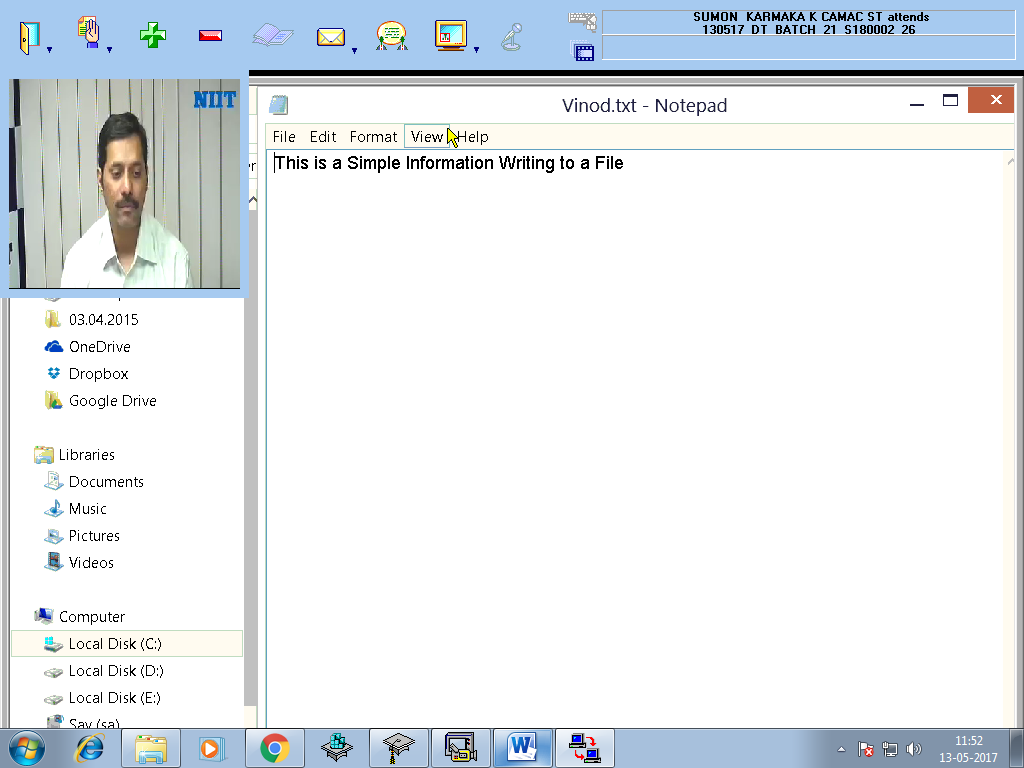 SUMON KARMAKA K CAMAC ST attends
130517 DT BATCH 21 S180002 26
NIIT
Vinod.txt - Notepad
File Edit Format View Help
This is a Simple Information Writing to a File
03.04.2015
OneDrive
Dropbox
Google Drive
Libraries
Documents
Music
Pictures
Videos
Computer
Local Disk (C:)
Local Disk (D:)
Local Disk (E:)
Sav (sa)
11:52
13-05-2017